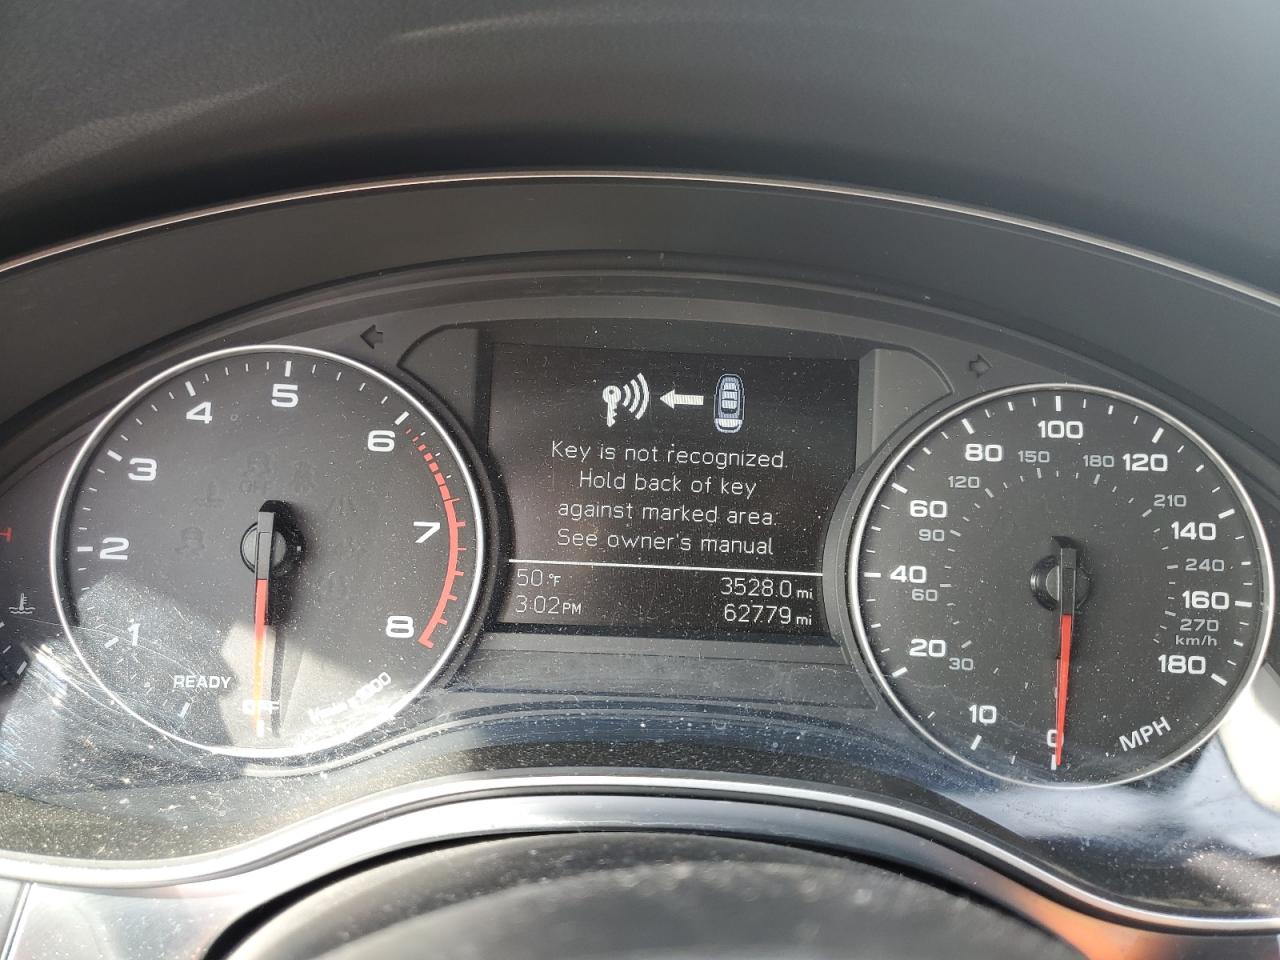 5
4
6
3
7
2
8
1
READY
OFF
Key is not recognized.
Hold back of key
against marked area.
See owner's manual
50 °F
3528.0 mi
3:02 PM
62779 mi
100
80
150
180
120
120
210
60
140
90
240
40
160
60
270
km/h
20
30
180
10
0
MPH